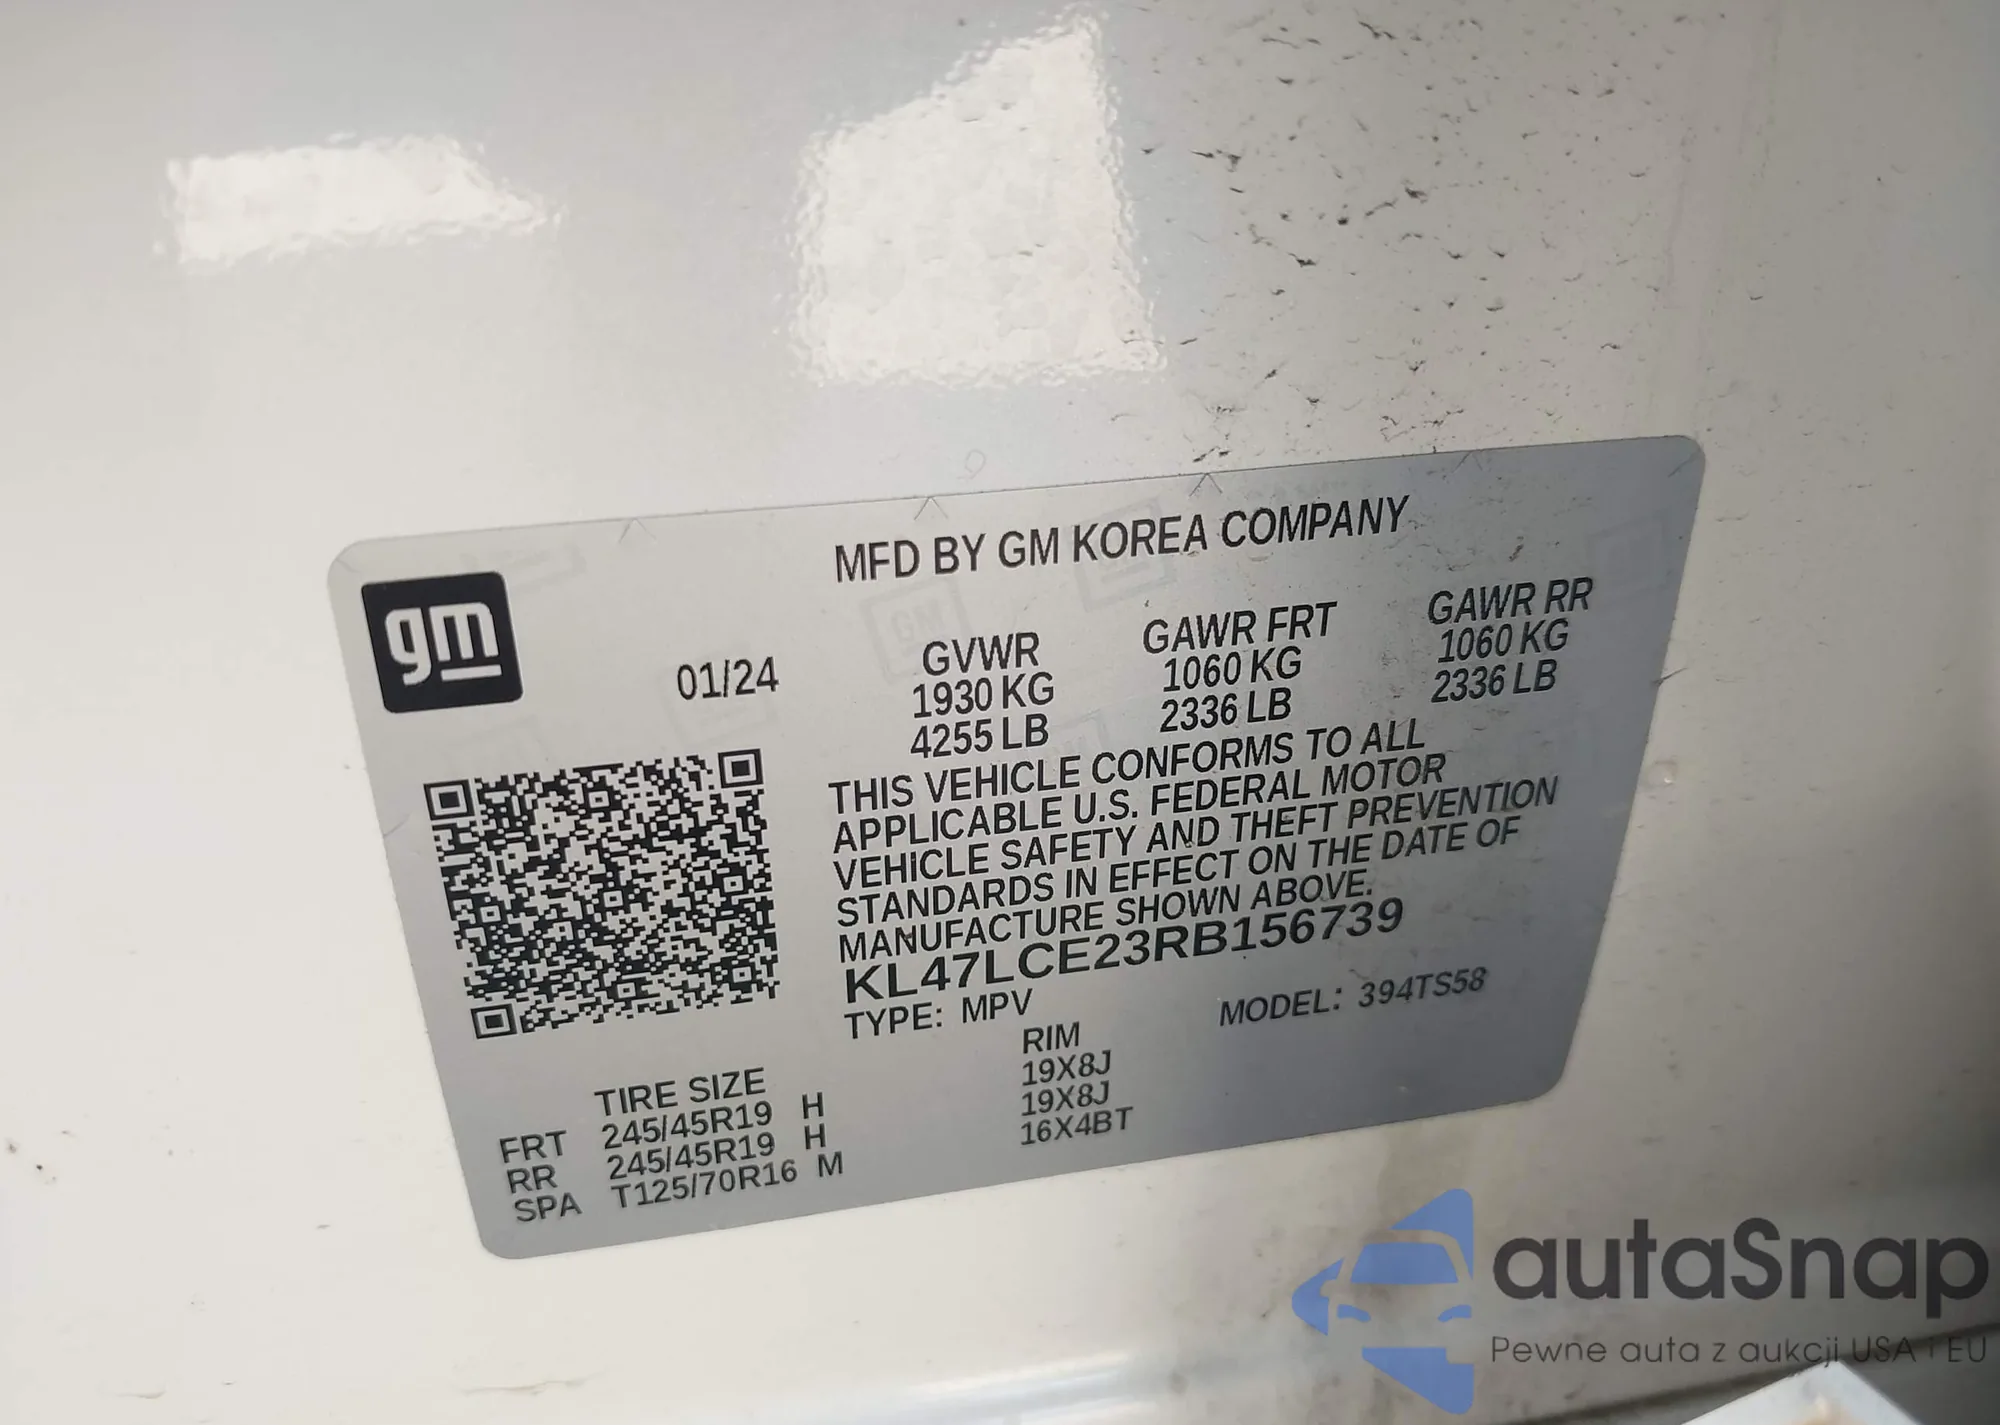 MFD BY GM KOREA COMPANY
gm
01/24
GVWR
1930 KG
4255 LB
GAWR FRT
1060 KG
2336 LB
GAWR RR
1060 KG
2336 LB
THIS VEHICLE CONFORMS TO ALL
APPLICABLE U.S. FEDERAL MOTOR
VEHICLE SAFETY AND THEFT PREVENTION
STANDARDS IN EFFECT ON THE DATE OF
MANUFACTURE SHOWN ABOVE.
KL47LCE23RB156739
TYPE: MPV
MODEL: 394TS58
TIRE SIZE
RIM
FRT 245/45R19 H 19X8J
RR 245/45R19 H 19X8J
SPA T125/70R16 M 16X4BT
autaSnap
Pewne auta z aukcji USA i EU